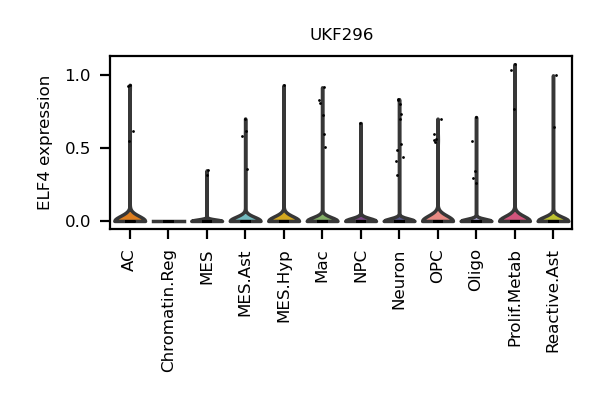 UKF296
ELF4 expression
1.0
0.5
0.0
AC
Chromatin.Reg
MES
MES.Ast
MES.Hyp
Mac
NPC
Neuron
OPC
Oligo
Prolif.Metab
Reactive.Ast